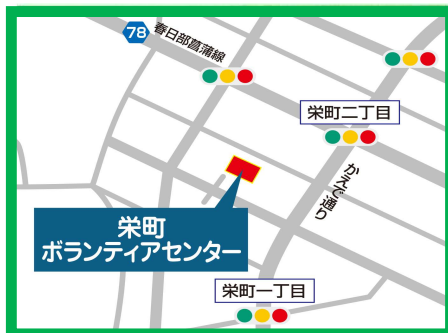 78
春日部菖蒲線
栄町二丁目
かえで通り
栄町
ボランティアセンター
栄町一丁目